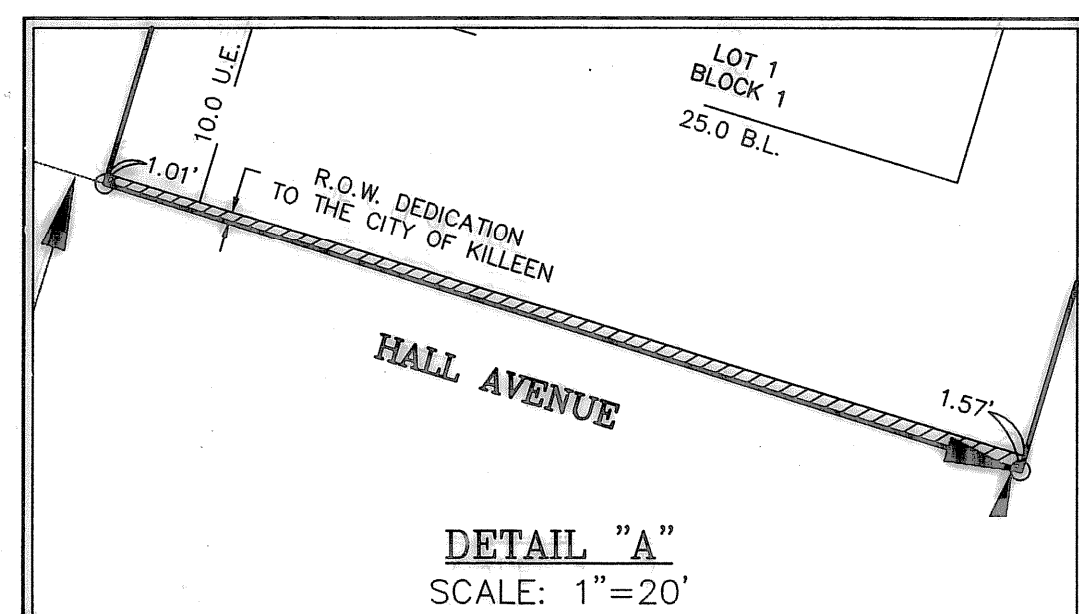 LOT 1
BLOCK 1
25.0 B.L.
10.0 U.E.
1.01'
R.O.W. DEDICATION
TO THE CITY OF KILLEEN
HALL AVENUE
1.57'
DETAIL "A"
SCALE: 1"=20'